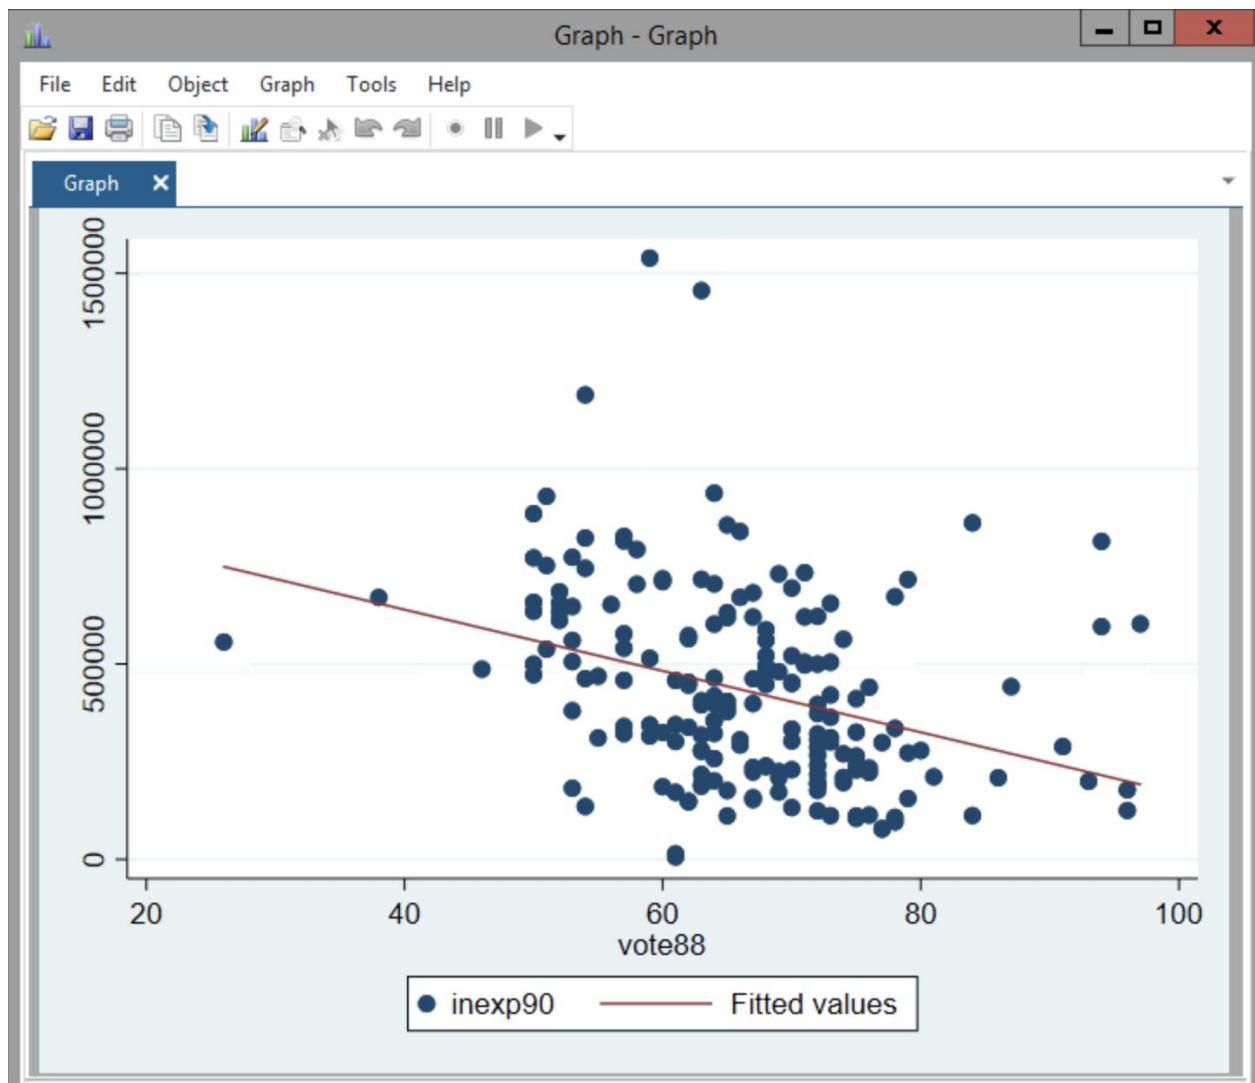 Graph - Graph
X
File Edit Object Graph Tools Help
Graph
1500000
1000000
500000
0
20 40 60 80 100
vote88
inexp90 Fitted values